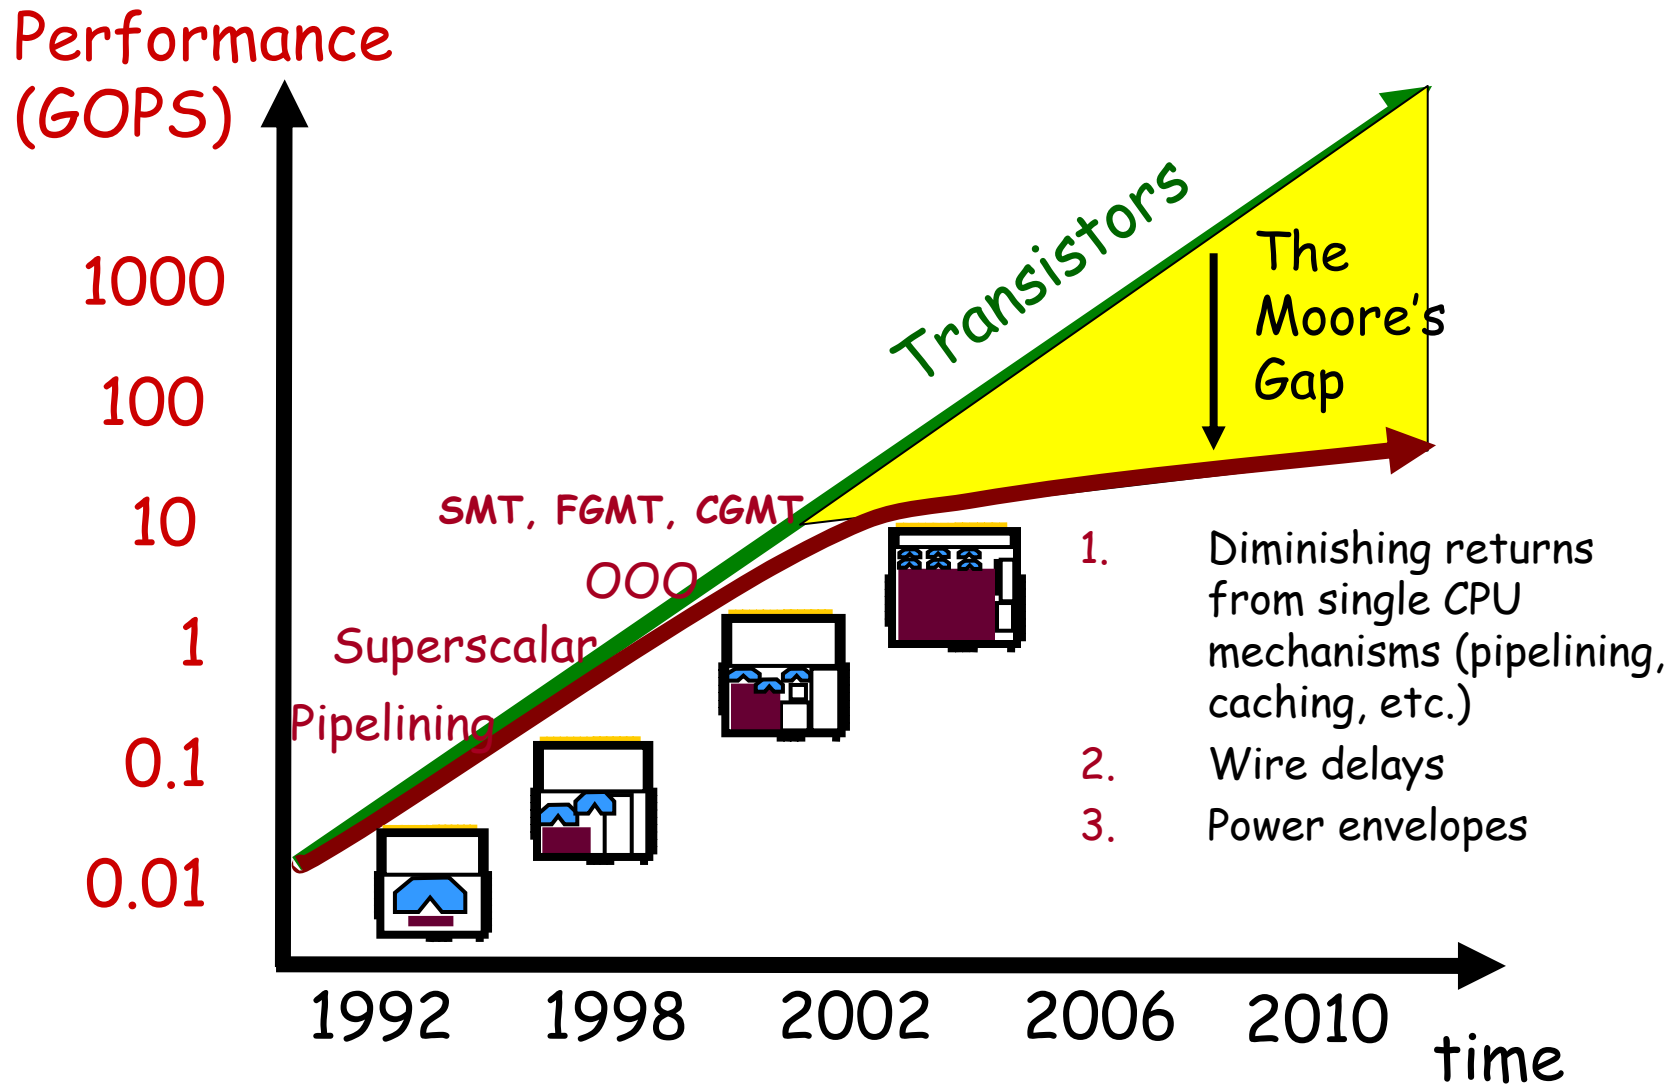 Performance
(GOPS)
1000
100
10
1
0.1
0.01
Transistors
The
Moore's
Gap
SMT, FGMT, CGMT
OOO
Superscalar
Pipelining
1. Diminishing returns
from single CPU
mechanisms (pipelining,
caching, etc.)
2. Wire delays
3. Power envelopes
1992 1998 2002 2006 2010
time